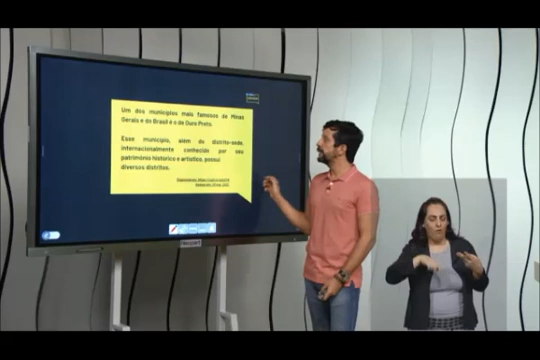 Um dos municípios mais famosos de Minas
Gerais e do Brasil é o de Ouro Preto.
Esse município, além do distrito-sede,
internacionalmente conhecido por seu
patrimônio histórico e artístico, possui
diversos distritos.